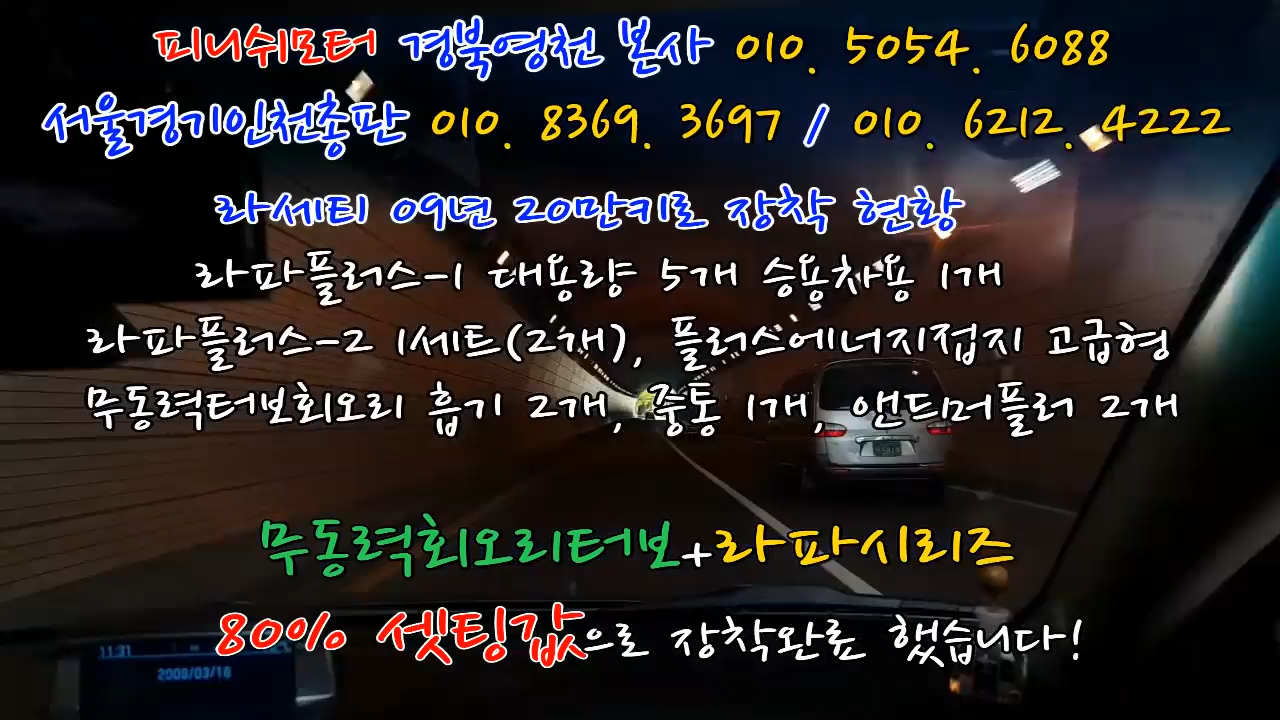 피니쉬모터 경북영천 본사 010. 5054. 6088
서울경기인천총판 010. 8369. 3697 / 010. 6212. 4222
라세티 09년 20만키로 장착 현황
라파플러스-1 대용량 5개 승용차용 1개
라파플러스-2 1세트(2개), 플러스에너지접지 고급형
무동력터보회오리 흡기 2개, 중통 1개, 앤드머플러 2개
무동력회오리터보+라파시리즈
80% 셋팅값으로 장착완료 했습니다!
11:31
2008/03/18